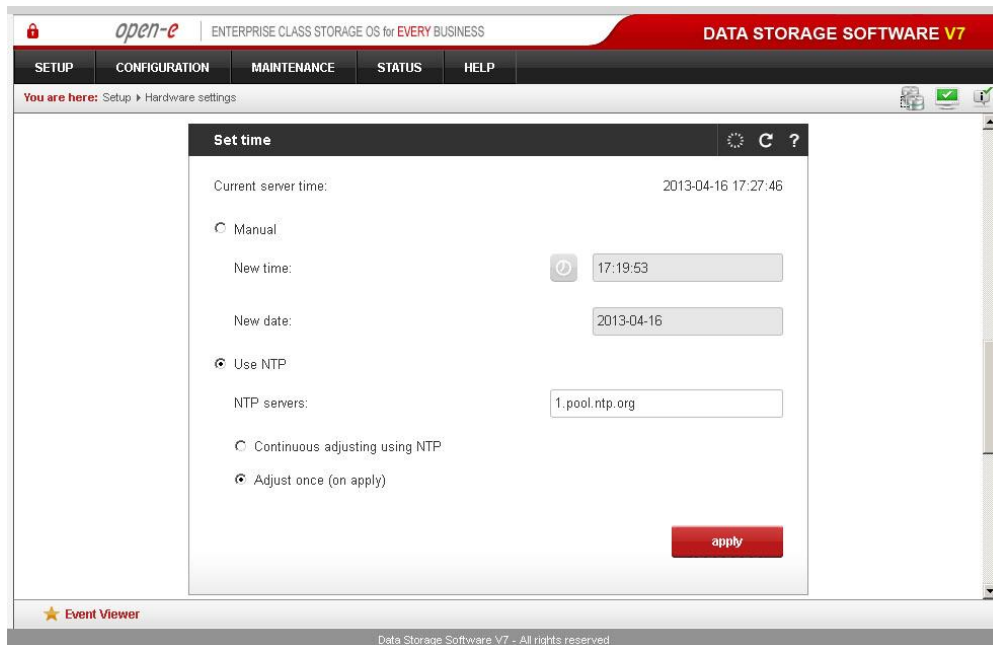 open-e ENTERPRISE CLASS STORAGE OS for EVERY BUSINESS DATA STORAGE SOFTWARE V7
SETUP CONFIGURATION MAINTENANCE STATUS HELP
You are here: Setup Hardware settings
Set time ?
Current server time: 2013-04-16 17:27:46
Manual
New time: 17:19:53
New date: 2013-04-16
Use NTP
NTP servers: 1.pool.ntp.org
Continuous adjusting using NTP
Adjust once (on apply)
apply
Event Viewer
Data Storage Software V7 - All rights reserved